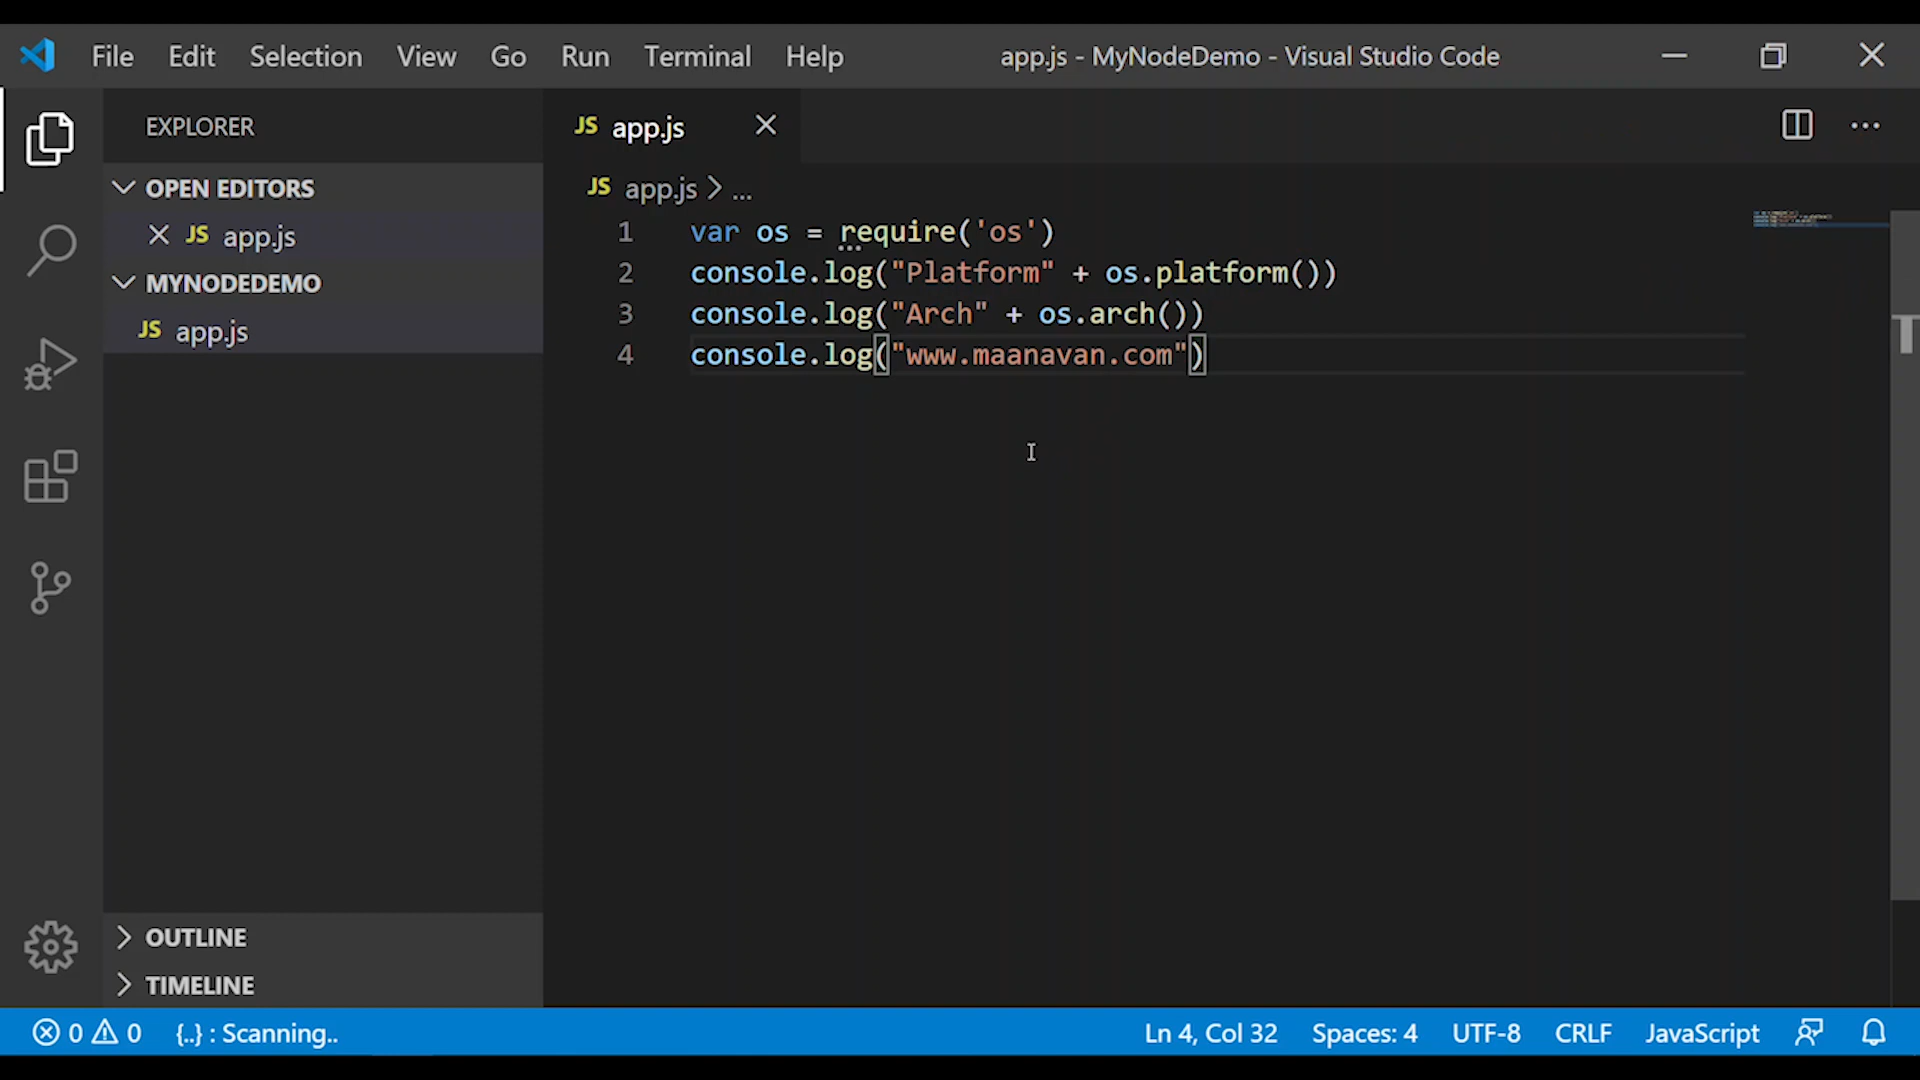 File Edit Selection View Go Run Terminal Help app.js - MyNodeDemo - Visual Studio Code
EXPLORER
OPEN EDITORS
JS app.js
MYNODEDEMO
JS app.js
OUTLINE
TIMELINE
JS app.js
JS app.js > ...
1 var os = require('os')
2 console.log("Platform" + os.platform())
3 console.log("Arch" + os.arch())
4 console.log("www.maanavan.com")
0 0 {..} : Scanning.. Ln 4, Col 32 Spaces: 4 UTF-8 CRLF JavaScript